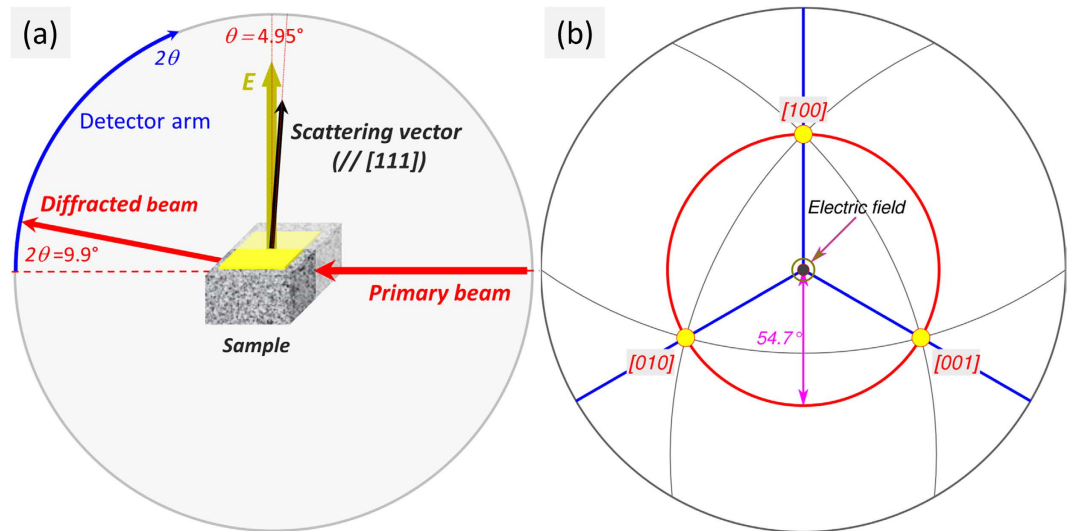 (a)
θ = 4.95°
2θ
E
Detector arm
Scattering vector
(// [111])
Diffracted beam
2θ =9.9°
Primary beam
Sample
(b)
[100]
Electric field
54.7°
[010]
[001]